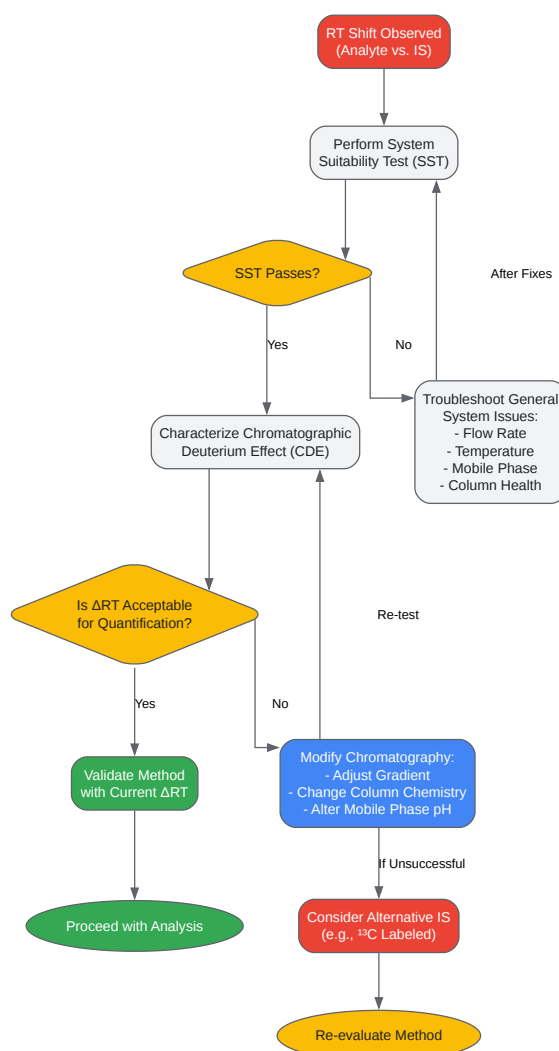 RT Shift Observed
(Analyte vs. IS)
Perform System
Suitability Test (SST)
SST Passes?
After Fixes
Yes
No
Troubleshoot General
System Issues:
- Flow Rate
- Temperature
- Mobile Phase
- Column Health
Characterize Chromatographic
Deuterium Effect (CDE)
Is ΔRT Acceptable
for Quantification?
Re-test
Yes
No
Validate Method
with Current ΔRT
Modify Chromatography:
- Adjust Gradient
- Change Column Chemistry
- Alter Mobile Phase pH
If Unsuccessful
Proceed with Analysis
Consider Alternative IS
(e.g., ¹³C Labeled)
Re-evaluate Method